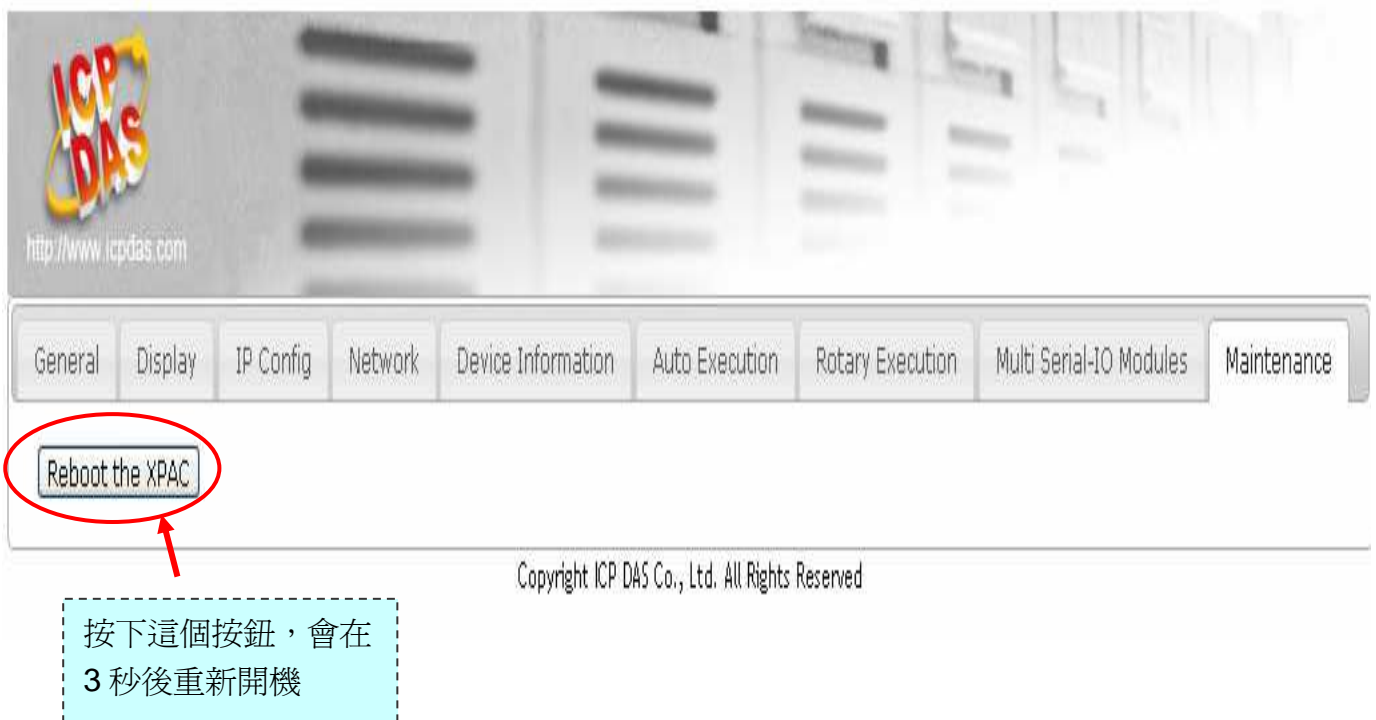 ICP
DAS
http://www.icpdas.com
General Display IP Config Network Device Information Auto Execution Rotary Execution Multi Serial-IO Modules Maintenance
Reboot the XPAC
Copyright ICP DAS Co., Ltd. All Rights Reserved
按下這個按鈕，會在
3 秒後重新開機